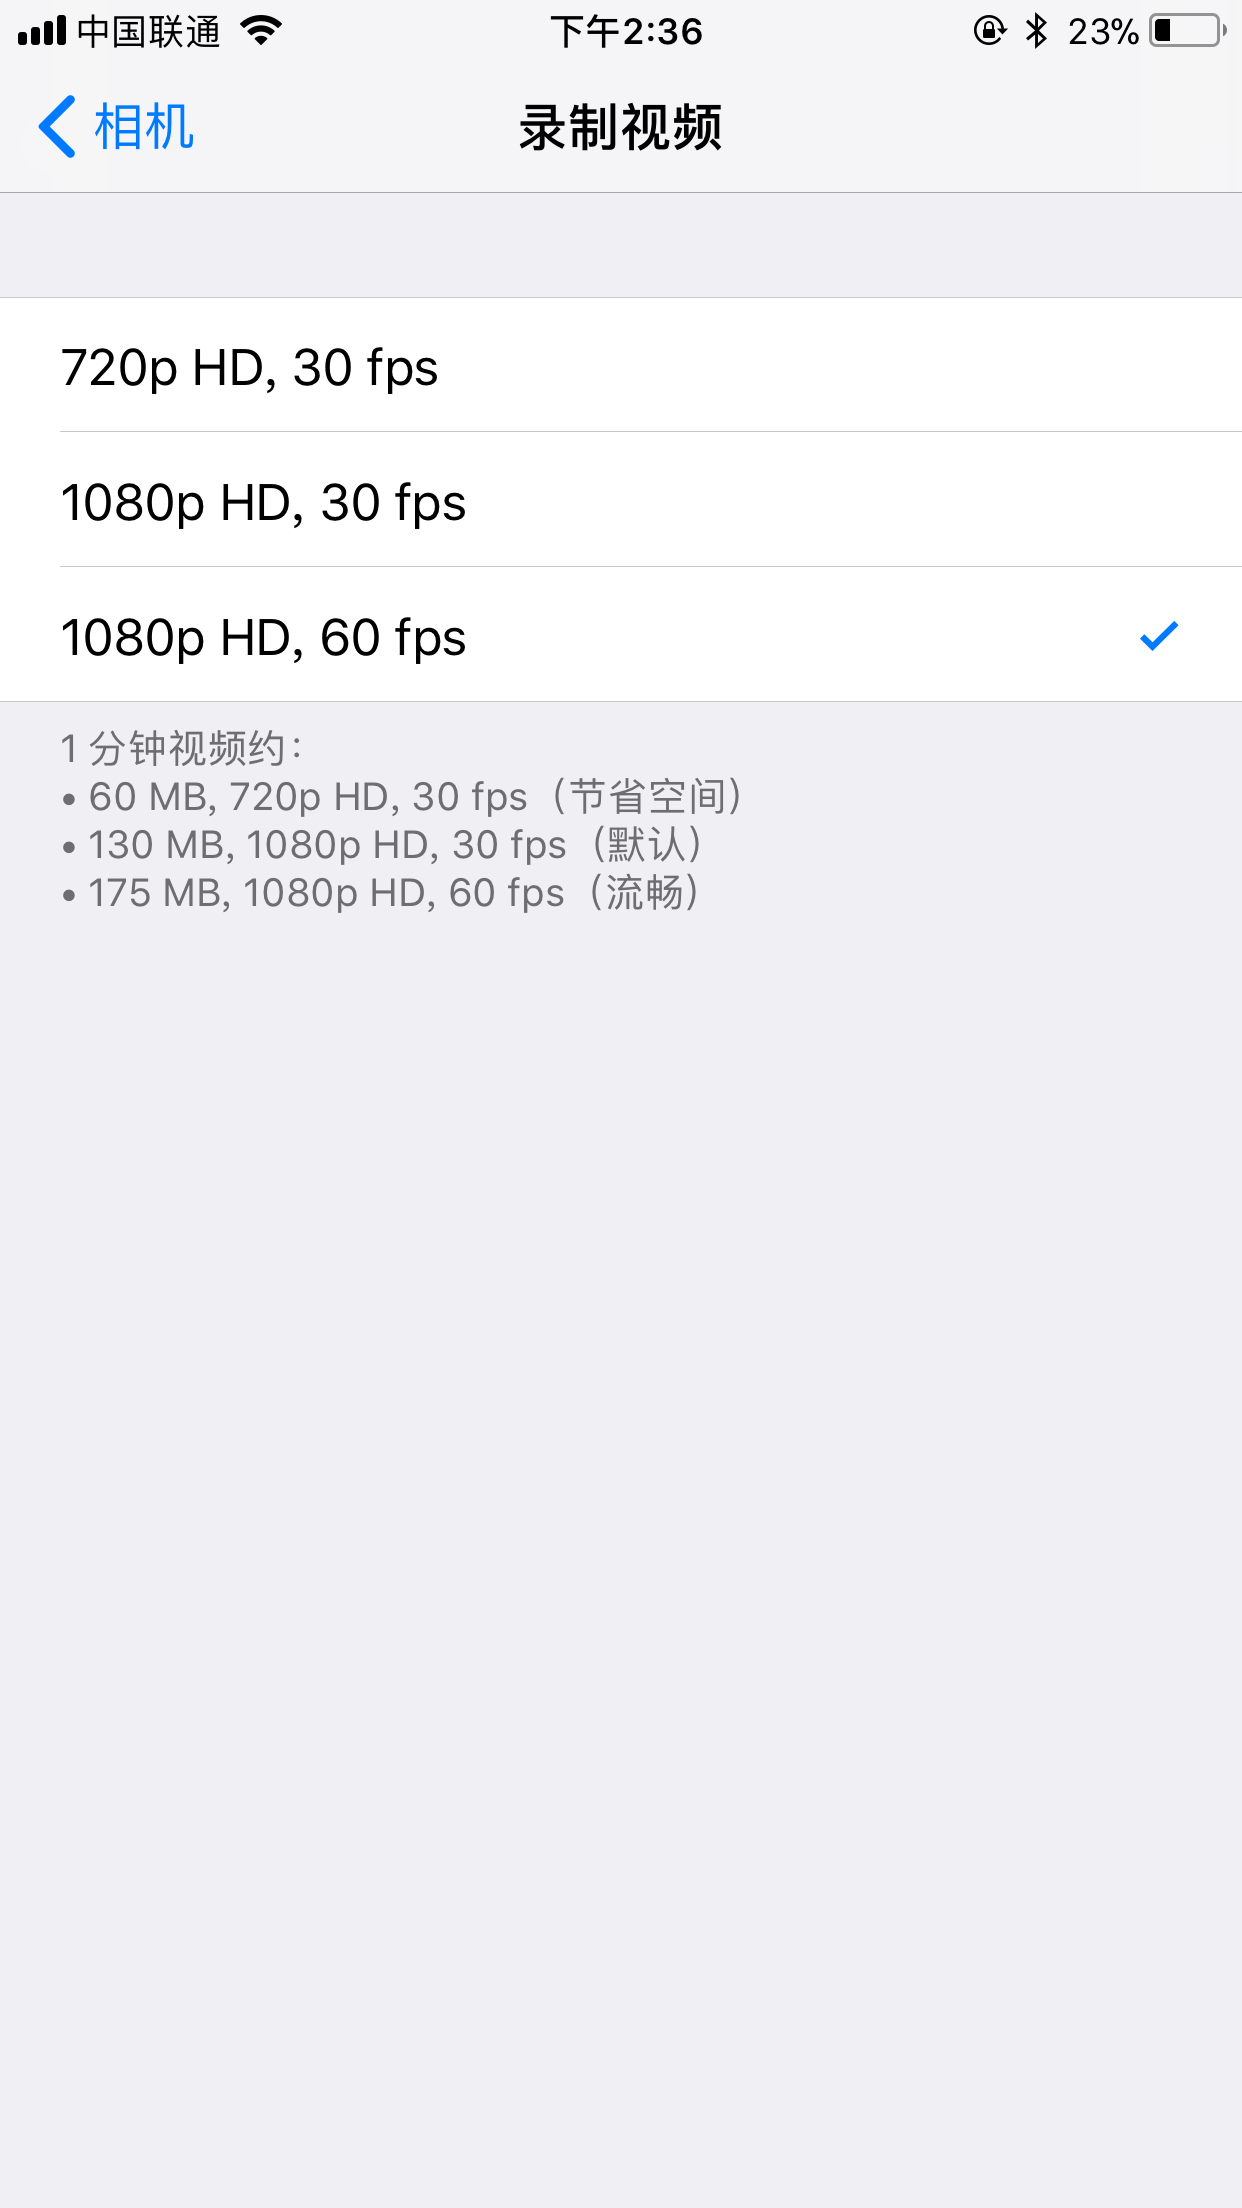 中国联通 下午2:36 23%
相机 录制视频
720p HD, 30 fps
1080p HD, 30 fps
1080p HD, 60 fps
1 分钟视频约：
• 60 MB, 720p HD, 30 fps（节省空间）
• 130 MB, 1080p HD, 30 fps（默认）
• 175 MB, 1080p HD, 60 fps（流畅）